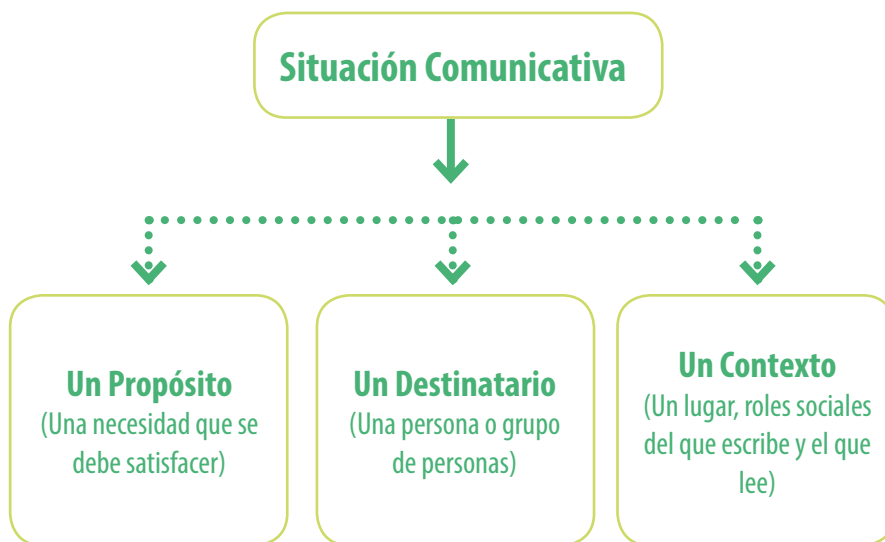 Situación Comunicativa
Un Propósito
(Una necesidad que se
debe satisfacer)
Un Destinatario
(Una persona o grupo
de personas)
Un Contexto
(Un lugar, roles sociales
del que escribe y el que
lee)